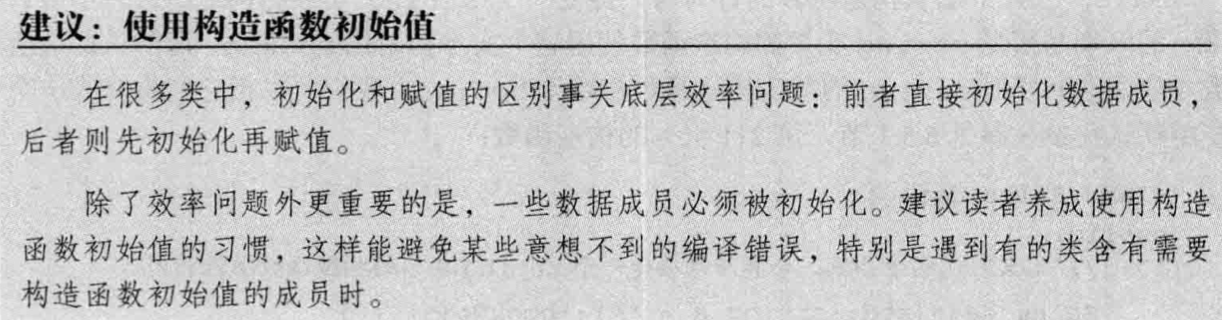 建议：使用构造函数初始值
在很多类中，初始化和赋值的区别事关底层效率问题：前者直接初始化数据成员，
后者则先初始化再赋值。
除了效率问题外更重要的是，一些数据成员必须被初始化。建议读者养成使用构造
函数初始值的习惯，这样能避免某些意想不到的编译错误，特别是遇到有的类含有需要
构造函数初始值的成员时。